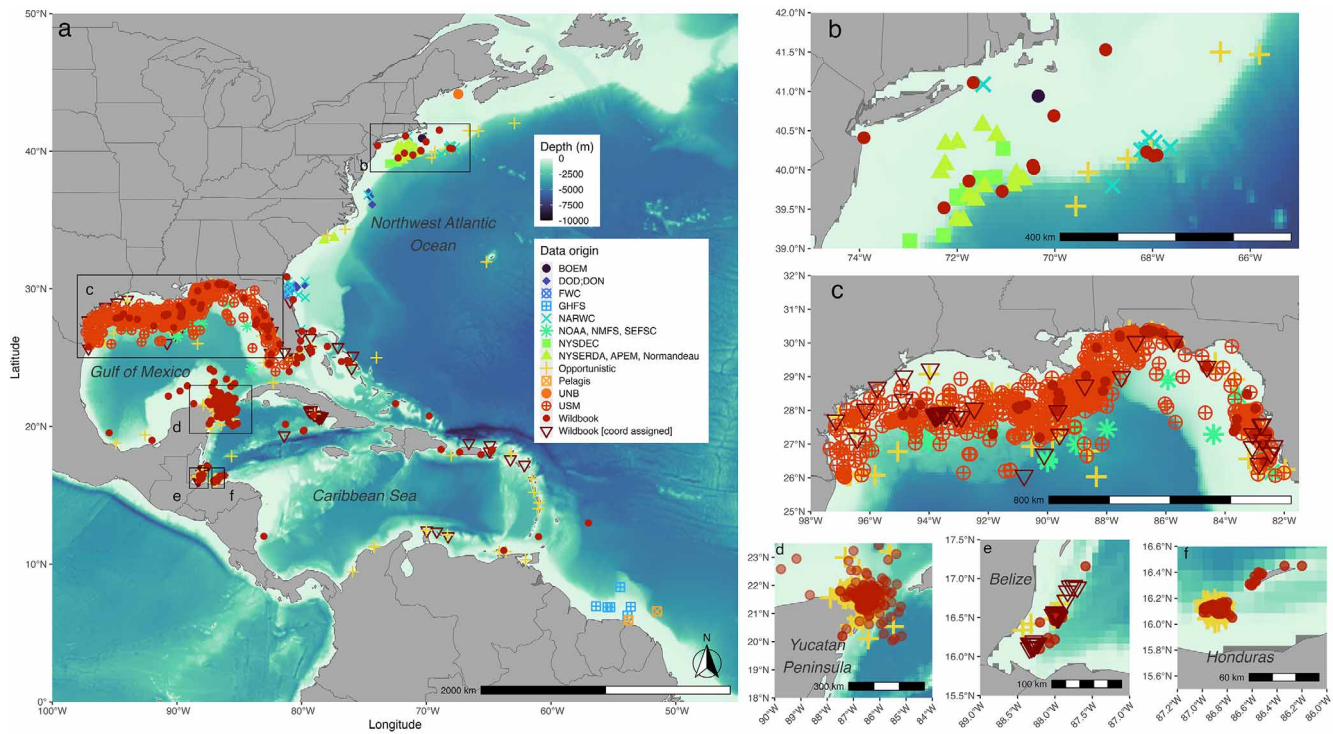 a
50°N
40°N
30°N
20°N
10°N
0°
Latitude
100°W
90°W
80°W
70°W
60°W
50°W
Longitude
b
c
d
e
f
Northwest Atlantic
Ocean
Gulf of Mexico
Caribbean Sea
Depth (m)
0
-2500
-5000
-7500
-10000
Data origin
BOEM
DOD;DON
FWC
GHFS
NARWC
NOAA, NMFS, SEFSC
NYSDEC
NYSERDA, APEM, Normandeau
Opportunistic
Pelagis
UNB
USM
Wildbook
Wildbook [coord assigned]
N
2000 km
b
42.0°N
41.5°N
41.0°N
40.5°N
40.0°N
39.5°N
39.0°N
74°W
72°W
70°W
68°W
66°W
400 km
c
32°N
31°N
30°N
29°N
28°N
27°N
26°N
25°N
98°W
96°W
94°W
92°W
90°W
88°W
86°W
84°W
82°W
800 km
d
23°N
22°N
21°N
20°N
19°N
18°N
90°W
89°W
88°W
87°W
86°W
85°W
84°W
Yucatan
Peninsula
300 km
e
17.5°N
17.0°N
16.5°N
16.0°N
15.5°N
89.0°W
88.5°W
88.0°W
87.5°W
87.0°W
Belize
100 km
f
16.6°N
16.4°N
16.2°N
16.0°N
15.8°N
15.6°N
87.2°W
87.0°W
86.8°W
86.6°W
86.4°W
86.2°W
86.0°W
Honduras
60 km